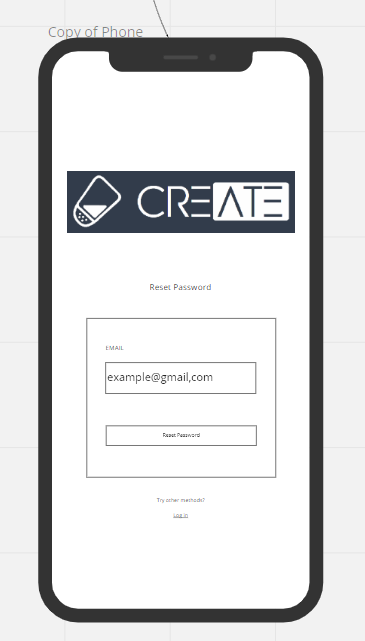 Copy of Phone
CREATE
Reset Password
EMAIL
example@gmail,com
Reset Password
Try other methods?
Log in